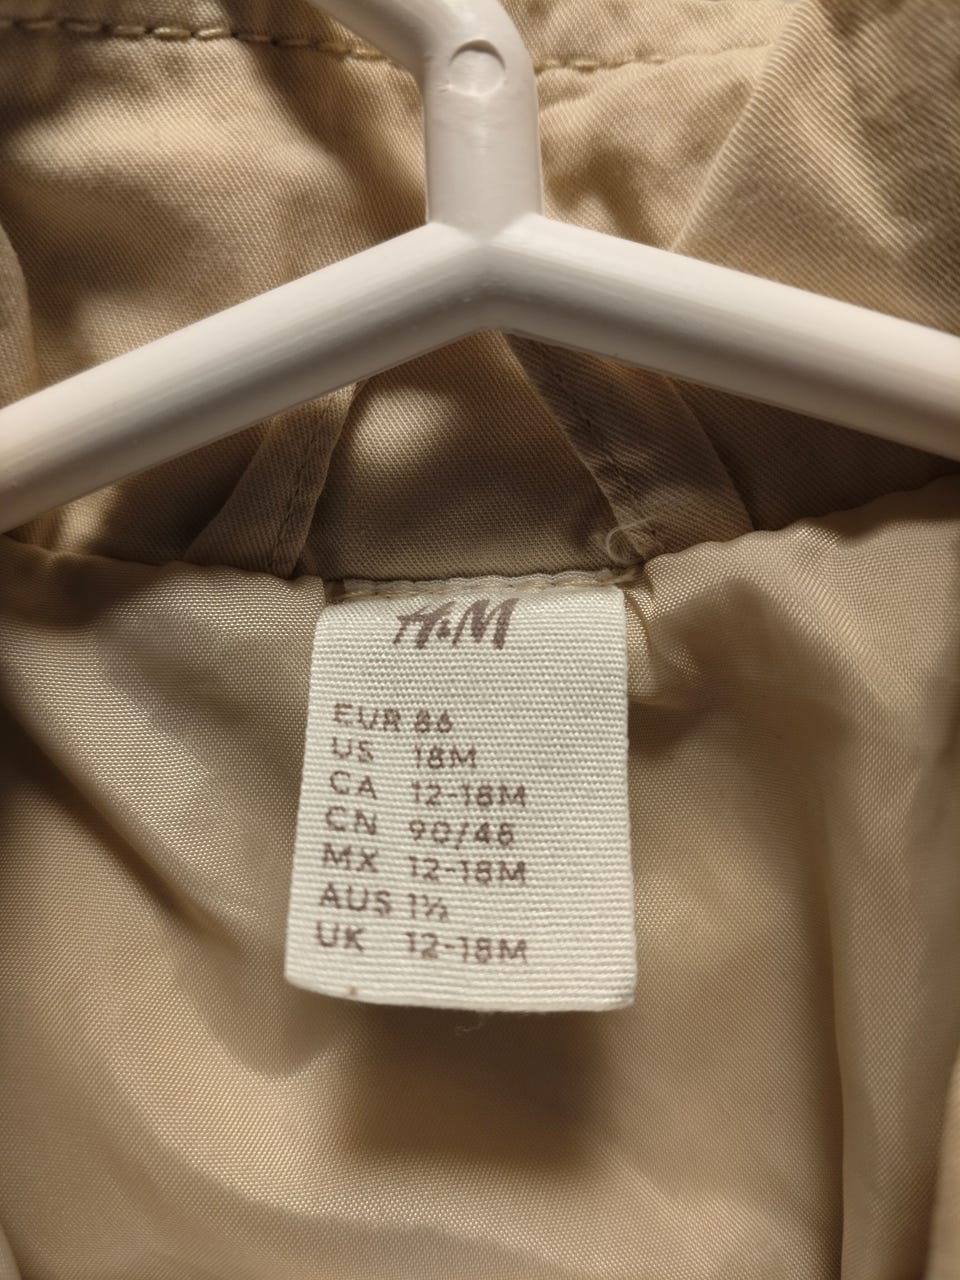 H&M
EUR 86
US 18M
CA 12-18M
CN 90/48
MX 12-18M
AUS 1½
UK 12-18M